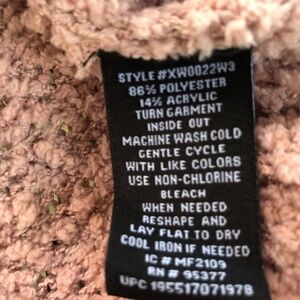 STYLE #XW0022W3
86% POLYESTER
14% ACRYLIC
TURN GARMENT
INSIDE OUT
MACHINE WASH COLD
GENTLE CYCLE
WITH LIKE COLORS
USE NON-CHLORINE
BLEACH
WHEN NEEDED
RESHAPE AND
LAY FLAT TO DRY
COOL IRON IF NEEDED
IC # MF2109
RN # 95377
UPC 195517071978